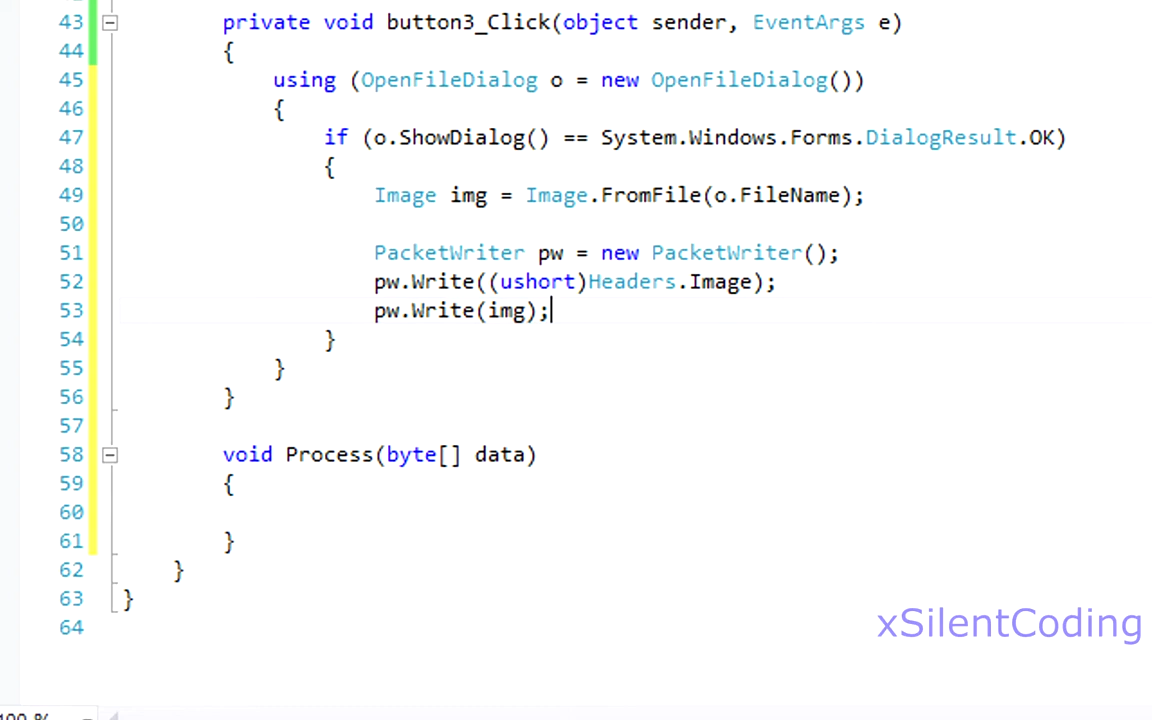 43 private void button3_Click(object sender, EventArgs e)
44 {
45 using (OpenFileDialog o = new OpenFileDialog())
46 {
47 if (o.ShowDialog() == System.Windows.Forms.DialogResult.OK)
48 {
49 Image img = Image.FromFile(o.FileName);
50
51 PacketWriter pw = new PacketWriter();
52 pw.Write((ushort)Headers.Image);
53 pw.Write(img);
54 }
55 }
56 }
57
58 void Process(byte[] data)
59 {
60
61 }
62 }
63 }
64
xSilentCoding